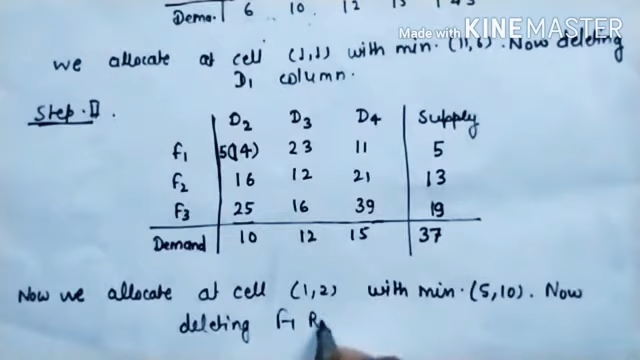 Dema. 6 10 12 15 43
Made with KINEMASTER
we allocate at cell (1,1) with min. (11,6). Now deleting
D1 column.
Step. II.
D2 D3 D4 Supply
F1 5(14) 23 11 5
F2 16 12 21 13
F3 25 16 39 19
Demand 10 12 15 37
Now we allocate at cell (1,2) with min. (5,10). Now
deleting F1 R